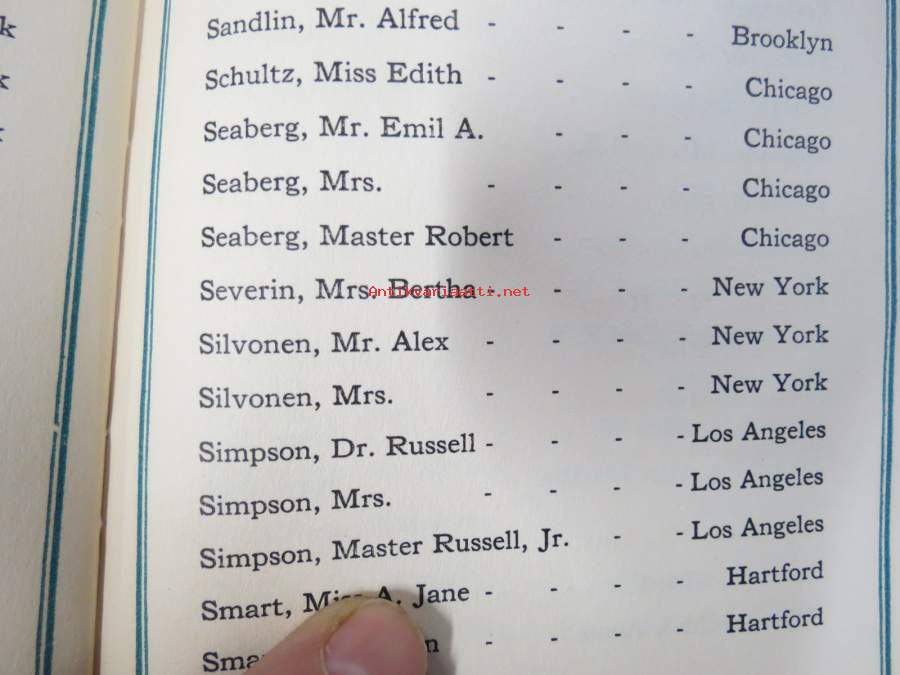 Sandlin, Mr. Alfred - - - - Brooklyn
Schultz, Miss Edith - - - - Chicago
Seaberg, Mr. Emil A. - - - Chicago
Seaberg, Mrs. - - - - Chicago
Seaberg, Master Robert - - - Chicago
Severin, Mrs. Bertha - - - - New York
Antikvariaatti.net
Silvonen, Mr. Alex - - - - New York
Silvonen, Mrs. - - - - New York
Simpson, Dr. Russell - - - - Los Angeles
Simpson, Mrs. - - - - Los Angeles
Simpson, Master Russell, Jr. - - Los Angeles
Smart, Miss A. Jane - - - - Hartford
- - - - Hartford